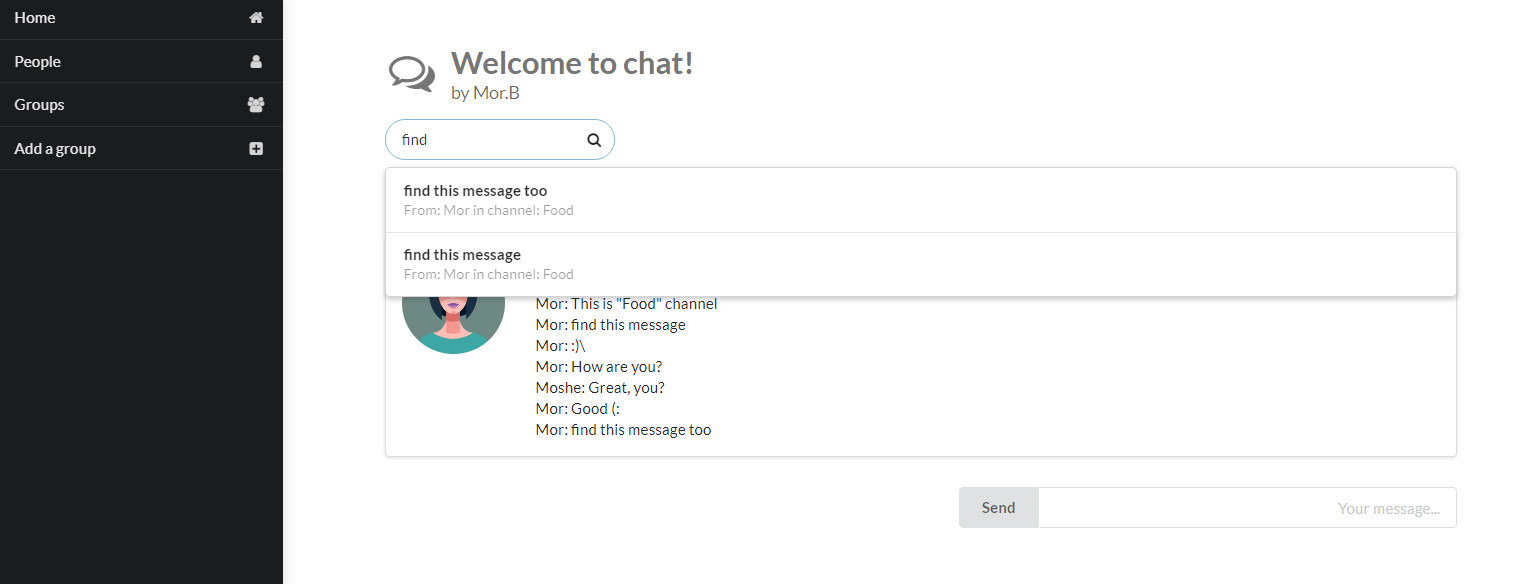 Home
People
Groups
Add a group
Welcome to chat!
by Mor.B
find
find this message too
From: Mor in channel: Food
find this message
From: Mor in channel: Food
Mor: This is "Food" channel
Mor: find this message
Mor: :)\
Mor: How are you?
Moshe: Great, you?
Mor: Good (:
Mor: find this message too
Send
Your message...